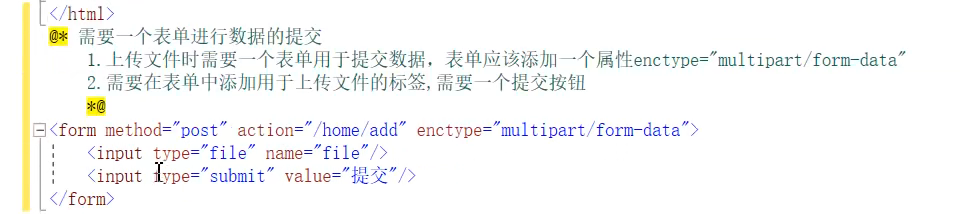 </html>
@* 需要一个表单进行数据的提交
1.上传文件时需要一个表单用于提交数据，表单应该添加一个属性enctype="multipart/form-data"
2.需要在表单中添加用于上传文件的标签,需要一个提交按钮
*@
<form method="post" action="/home/add" enctype="multipart/form-data">
<input type="file" name="file"/>
<input type="submit" value="提交"/>
</form>